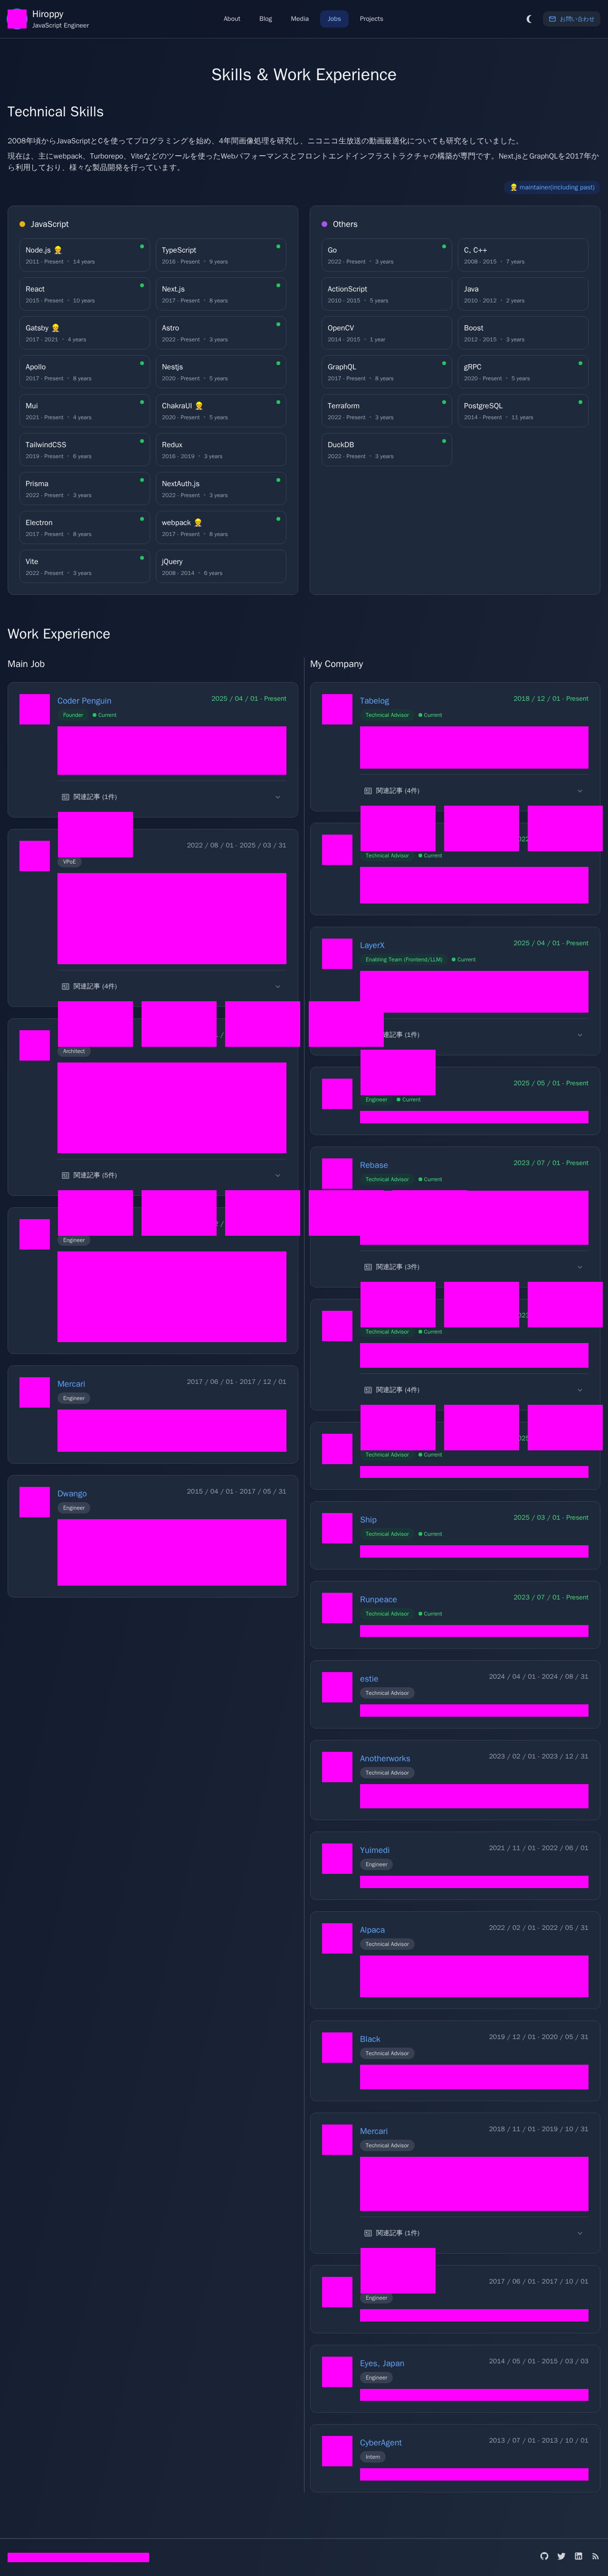 Hiroppy
JavaScript Engineer
About
Blog
Media
Jobs
Projects
お問い合わせ
Skills & Work Experience
Technical Skills
2008年頃からJavaScriptとCを使ってプログラミングを始め、4年間画像処理を研究し、ニコニコ生放送の動画最適化についても研究をしていました。
現在は、主にwebpack、Turborepo、Viteなどのツールを使ったWebパフォーマンスとフロントエンドインフラストラクチャの構築が専門です。Next.jsとGraphQLを2017年か
ら利用しており、様々な製品開発を行っています。
👷 maintainer(including past)
JavaScript
Node.js 👷
2011 - Present • 14 years
TypeScript
2016 - Present • 9 years
React
2015 - Present • 10 years
Next.js
2017 - Present • 8 years
Gatsby 👷
2017 - 2021 • 4 years
Astro
2022 - Present • 3 years
Apollo
2017 - Present • 8 years
Nestjs
2020 - Present • 5 years
Mui
2021 - Present • 4 years
ChakraUI 👷
2020 - Present • 5 years
TailwindCSS
2019 - Present • 6 years
Redux
2016 - 2019 • 3 years
Prisma
2022 - Present • 3 years
NextAuth.js
2022 - Present • 3 years
Electron
2017 - Present • 8 years
webpack 👷
2017 - Present • 8 years
Vite
2022 - Present • 3 years
jQuery
2008 - 2014 • 6 years
Others
Go
2022 - Present • 3 years
C, C++
2008 - 2015 • 7 years
ActionScript
2010 - 2015 • 5 years
Java
2010 - 2012 • 2 years
OpenCV
2014 - 2015 • 1 year
Boost
2012 - 2015 • 3 years
GraphQL
2017 - Present • 8 years
gRPC
2020 - Present • 5 years
Terraform
2022 - Present • 3 years
PostgreSQL
2014 - Present • 11 years
DuckDB
2022 - Present • 3 years
Work Experience
Main Job
Coder Penguin
2025 / 04 / 01 - Present
Founder
Current
関連記事 (1件)
2022 / 08 / 01 - 2025 / 03 / 31
VPoE
関連記事 (4件)
Architect
関連記事 (5件)
Engineer
Mercari
2017 / 06 / 01 - 2017 / 12 / 01
Engineer
Dwango
2015 / 04 / 01 - 2017 / 05 / 31
Engineer
My Company
Tabelog
2018 / 12 / 01 - Present
Technical Advisor
Current
関連記事 (4件)
Technical Advisor
Current
LayerX
2025 / 04 / 01 - Present
Enabling Team (Frontend/LLM)
Current
関連記事 (1件)
2025 / 05 / 01 - Present
Engineer
Current
Rebase
2023 / 07 / 01 - Present
Technical Advisor
Current
関連記事 (3件)
Technical Advisor
Current
関連記事 (4件)
Technical Advisor
Current
Ship
2025 / 03 / 01 - Present
Technical Advisor
Current
Runpeace
2023 / 07 / 01 - Present
Technical Advisor
Current
estie
2024 / 04 / 01 - 2024 / 08 / 31
Technical Advisor
Anotherworks
2023 / 02 / 01 - 2023 / 12 / 31
Technical Advisor
Yuimedi
2021 / 11 / 01 - 2022 / 06 / 01
Engineer
Alpaca
2022 / 02 / 01 - 2022 / 05 / 31
Technical Advisor
Black
2019 / 12 / 01 - 2020 / 05 / 31
Technical Advisor
Mercari
2018 / 11 / 01 - 2019 / 10 / 31
Technical Advisor
関連記事 (1件)
2017 / 06 / 01 - 2017 / 10 / 01
Engineer
Eyes, Japan
2014 / 05 / 01 - 2015 / 03 / 03
Engineer
CyberAgent
2013 / 07 / 01 - 2013 / 10 / 01
Intern